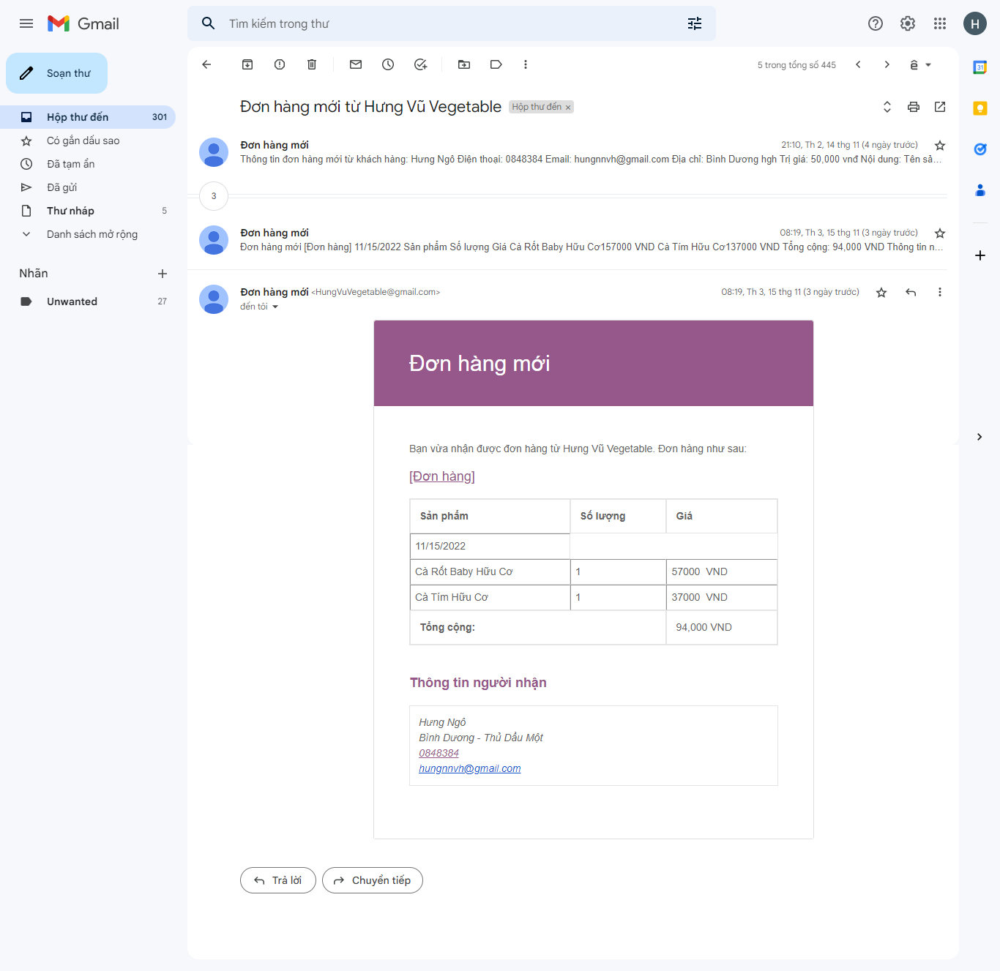 Gmail
Tìm kiếm trong thư
H
Soạn thư
Hộp thư đến 301
Có gắn dấu sao
Đã tạm ẩn
Đã gửi
Thư nháp 5
Danh sách mở rộng
Nhãn
Unwanted 27
5 trong tổng số 445
31
Đơn hàng mới từ Hưng Vũ Vegetable Hộp thư đến ×
Đơn hàng mới 21:10, Th 2, 14 thg 11 (4 ngày trước)
Thông tin đơn hàng mới từ khách hàng: Hưng Ngô Điện thoại: 0848384 Email: hungnnvh@gmail.com Địa chỉ: Bình Dương hgh Trị giá: 50,000 vnđ Nội dung: Tên sả...
3
Đơn hàng mới 08:19, Th 3, 15 thg 11 (3 ngày trước)
Đơn hàng mới [Đơn hàng] 11/15/2022 Sản phẩm Số lượng Giá Cà Rốt Baby Hữu Cơ157000 VND Cà Tím Hữu Cơ137000 VND Tổng cộng: 94,000 VND Thông tin n...
Đơn hàng mới <HungVuVegetable@gmail.com> 08:19, Th 3, 15 thg 11 (3 ngày trước)
đến tôi
Đơn hàng mới
Bạn vừa nhận được đơn hàng từ Hưng Vũ Vegetable. Đơn hàng như sau:
[Đơn hàng]
Sản phẩm Số lượng Giá
11/15/2022
Cà Rốt Baby Hữu Cơ 1 57000 VND
Cà Tím Hữu Cơ 1 37000 VND
Tổng cộng: 94,000 VND
Thông tin người nhận
Hưng Ngô
Bình Dương - Thủ Dầu Một
0848384
hungnnvh@gmail.com
Trả lời
Chuyển tiếp